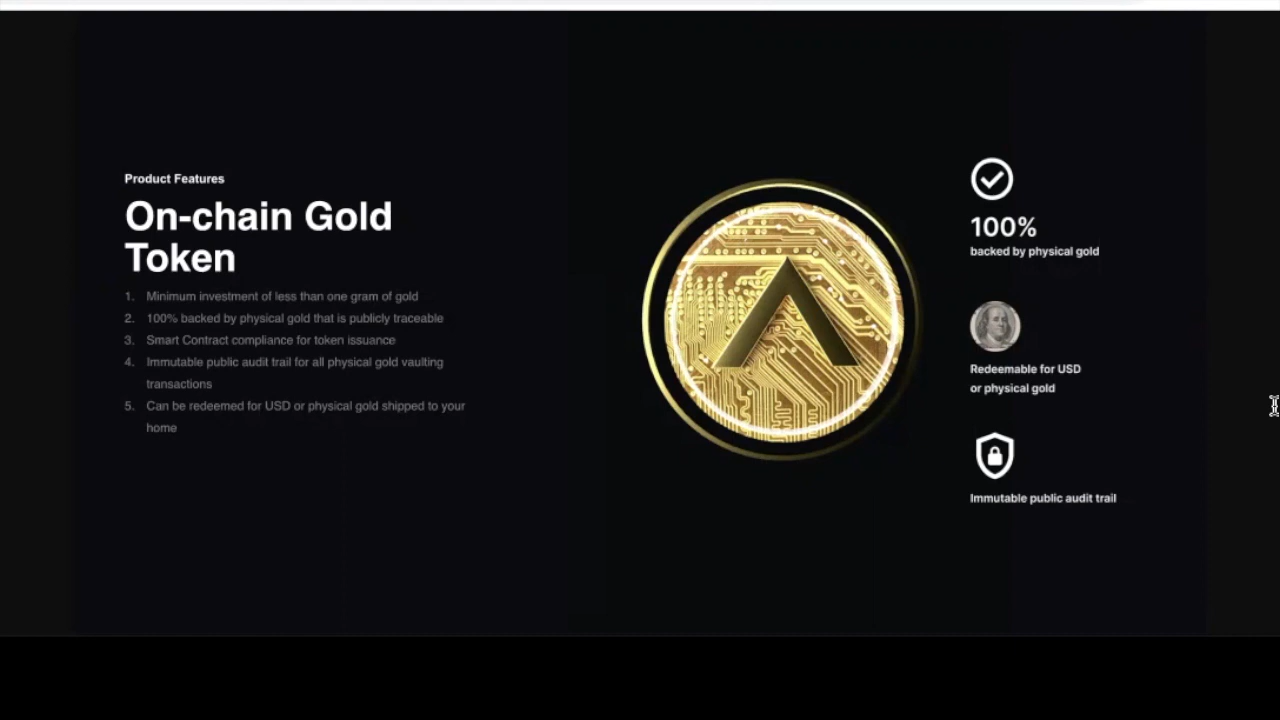 Product Features
On-chain Gold
Token
1. Minimum investment of less than one gram of gold
2. 100% backed by physical gold that is publicly traceable
3. Smart Contract compliance for token issuance
4. Immutable public audit trail for all physical gold vaulting
transactions
5. Can be redeemed for USD or physical gold shipped to your
home
100%
backed by physical gold
Redeemable for USD
or physical gold
Immutable public audit trail